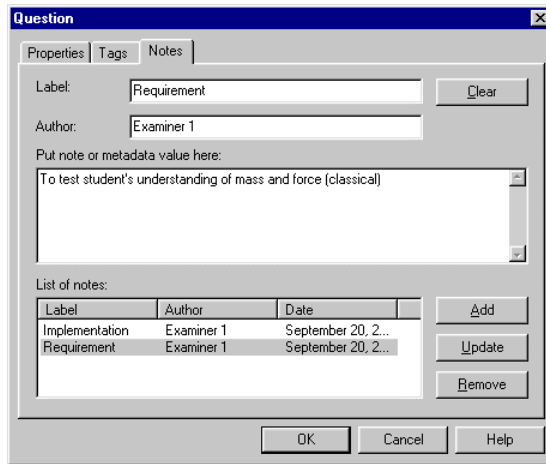 Question
Properties Tags Notes
Label: Requirement Clear
Author: Examiner 1
Put note or metadata value here:
To test student's understanding of mass and force (classical)
List of notes:
Label Author Date Add
Implementation Examiner 1 September 20, 2...
Requirement Examiner 1 September 20, 2... Update
Remove
OK Cancel Help